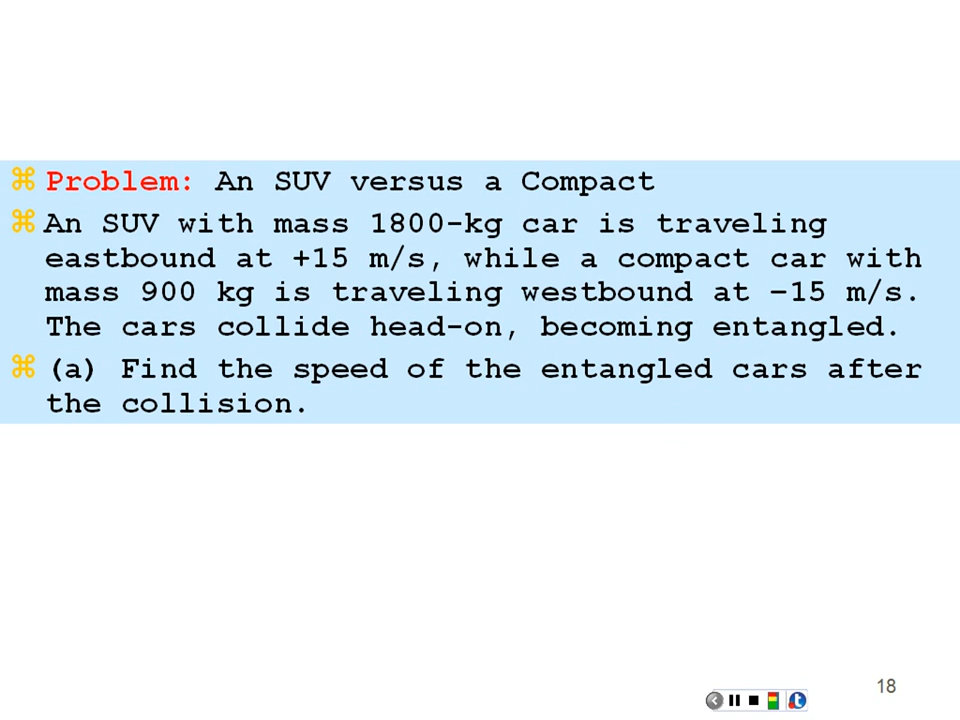 Problem: An SUV versus a Compact
An SUV with mass 1800-kg car is traveling
eastbound at +15 m/s, while a compact car with
mass 900 kg is traveling westbound at –15 m/s.
The cars collide head-on, becoming entangled.
(a) Find the speed of the entangled cars after
the collision.
18